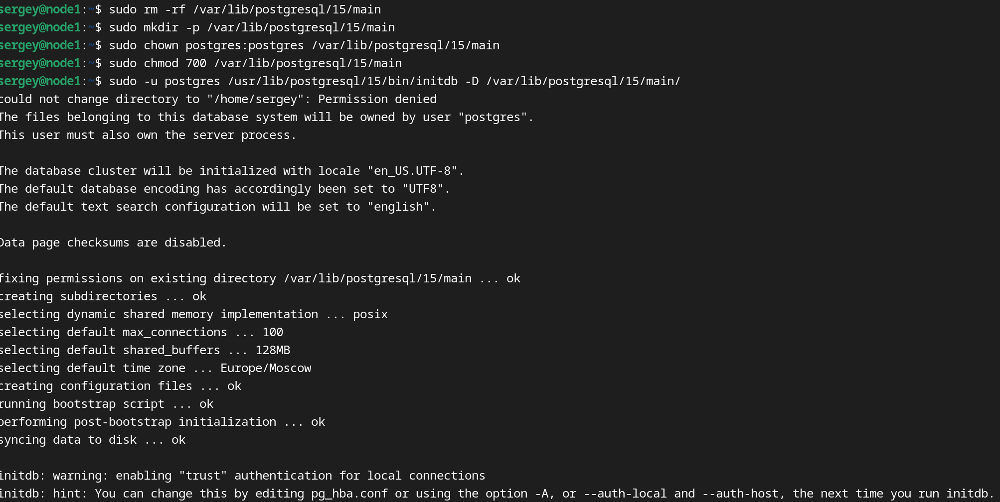 sergey@node1:~$ sudo rm -rf /var/lib/postgresql/15/main
sergey@node1:~$ sudo mkdir -p /var/lib/postgresql/15/main
sergey@node1:~$ sudo chown postgres:postgres /var/lib/postgresql/15/main
sergey@node1:~$ sudo chmod 700 /var/lib/postgresql/15/main
sergey@node1:~$ sudo -u postgres /usr/lib/postgresql/15/bin/initdb -D /var/lib/postgresql/15/main/
could not change directory to "/home/sergey": Permission denied
The files belonging to this database system will be owned by user "postgres".
This user must also own the server process.

The database cluster will be initialized with locale "en_US.UTF-8".
The default database encoding has accordingly been set to "UTF8".
The default text search configuration will be set to "english".

Data page checksums are disabled.

fixing permissions on existing directory /var/lib/postgresql/15/main ... ok
creating subdirectories ... ok
selecting dynamic shared memory implementation ... posix
selecting default max_connections ... 100
selecting default shared_buffers ... 128MB
selecting default time zone ... Europe/Moscow
creating configuration files ... ok
running bootstrap script ... ok
performing post-bootstrap initialization ... ok
syncing data to disk ... ok

initdb: warning: enabling "trust" authentication for local connections
initdb: hint: You can change this by editing pg_hba.conf or using the option -A, or --auth-local and --auth-host, the next time you run initdb.